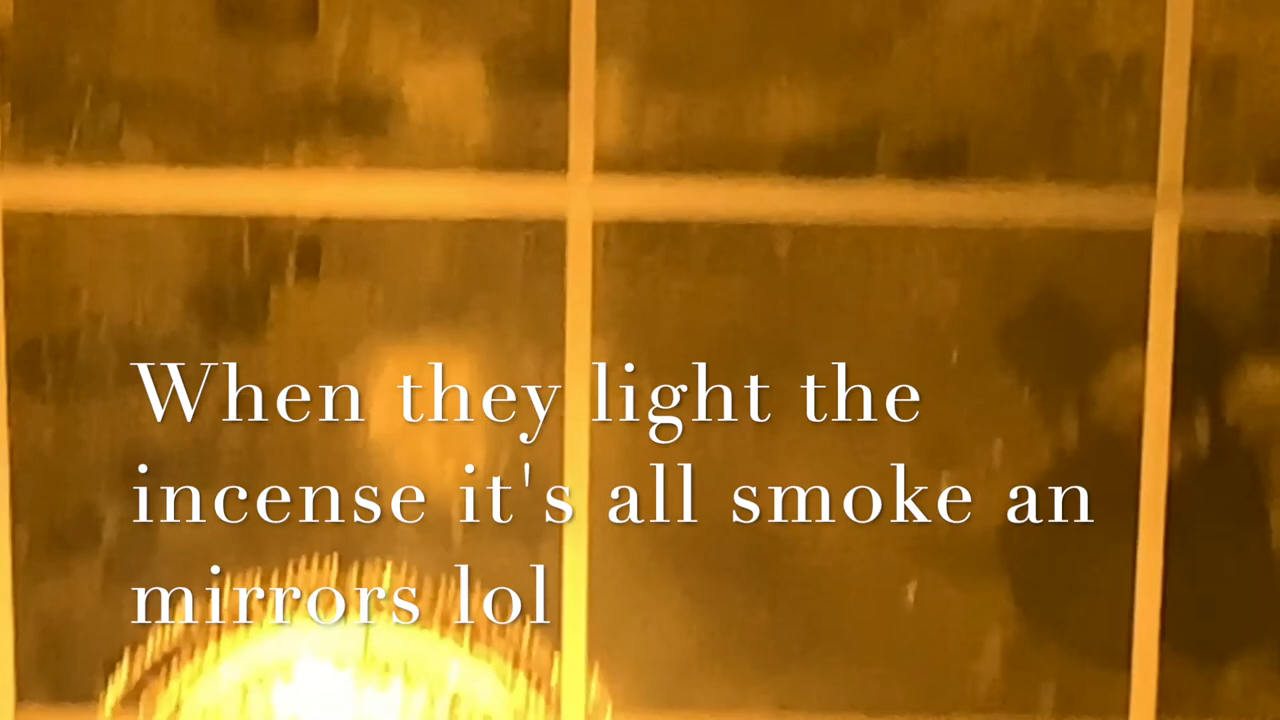 When they light the
incense it's all smoke an
mirrors lol